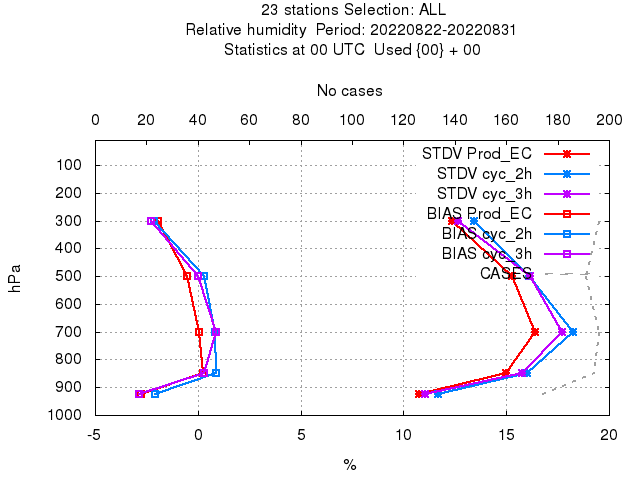 23 stations Selection: ALL
Relative humidity  Period: 20220822-20220831
Statistics at 00 UTC  Used {00} + 00
No cases
0 20 40 60 80 100 120 140 160 180 200
STDV Prod_EC
STDV cyc_2h
STDV cyc_3h
BIAS Prod_EC
BIAS cyc_2h
BIAS cyc_3h
CASES
100
200
300
400
500
600
700
800
900
1000
hPa
-5 0 5 10 15 20
%